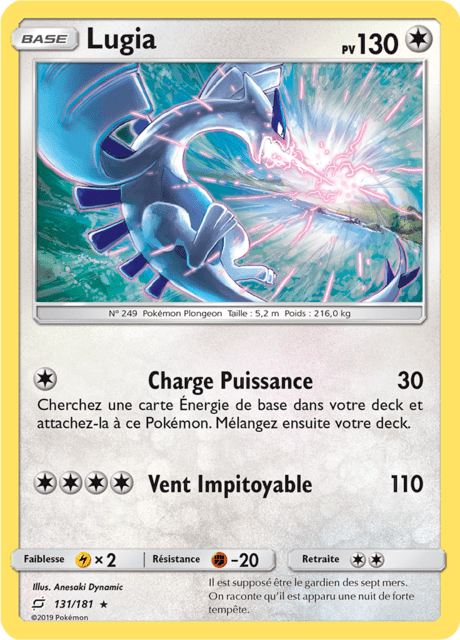 BASE Lugia PV130
N° 249 Pokémon Plongeon Taille : 5,2 m Poids : 216,0 kg
Charge Puissance 30
Cherchez une carte Énergie de base dans votre deck et
attachez-la à ce Pokémon. Mélangez ensuite votre deck.
Vent Impitoyable 110
Faiblesse ×2 Résistance -20 Retraite
Illus. Anesaki Dynamic
131/181 ★
©2019 Pokémon
Il est supposé être le gardien des sept mers.
On raconte qu'il est apparu une nuit de forte
tempête.